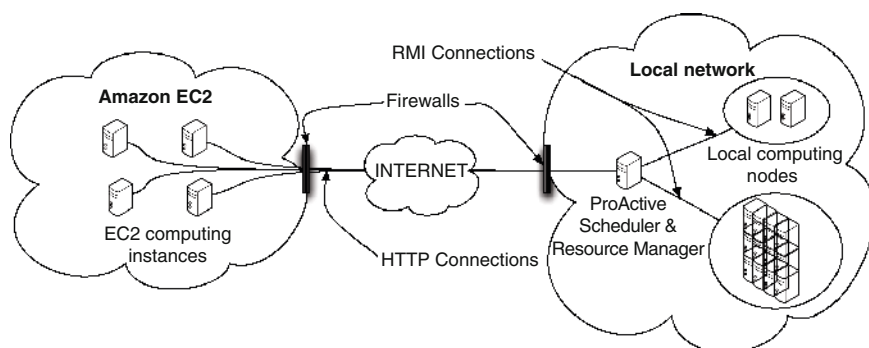 RMI Connections
Local network
Amazon EC2
Firewalls
INTERNET
Local computing
nodes
ProActive
Scheduler &
Resource Manager
EC2 computing
instances
HTTP Connections